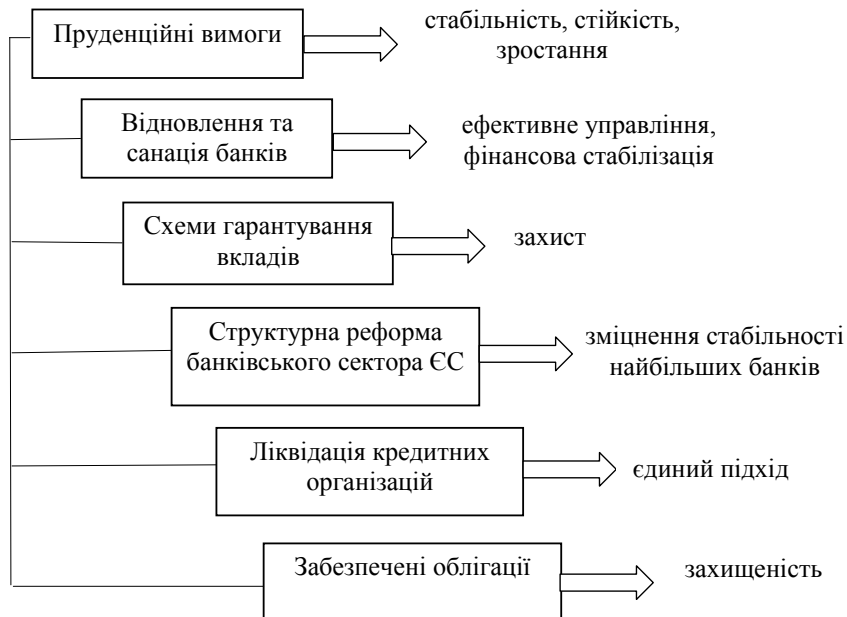 Пруденційні вимоги
стабільність, стійкість,
зростання
Відновлення та
санація банків
ефективне управління,
фінансова стабілізація
Схеми гарантування
вкладів
захист
Структурна реформа
банківського сектора ЄС
зміцнення стабільності
найбільших банків
Ліквідація кредитних
організацій
єдиний підхід
Забезпечені облігації
захищеність